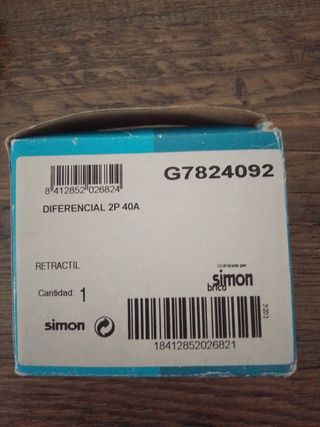 G7824092
8 412852 026824
DIFERENCIAL 2P 40A
RETRACTIL
Distribuido por
simon
brico
Cantidad: 1
simon
18412852026821